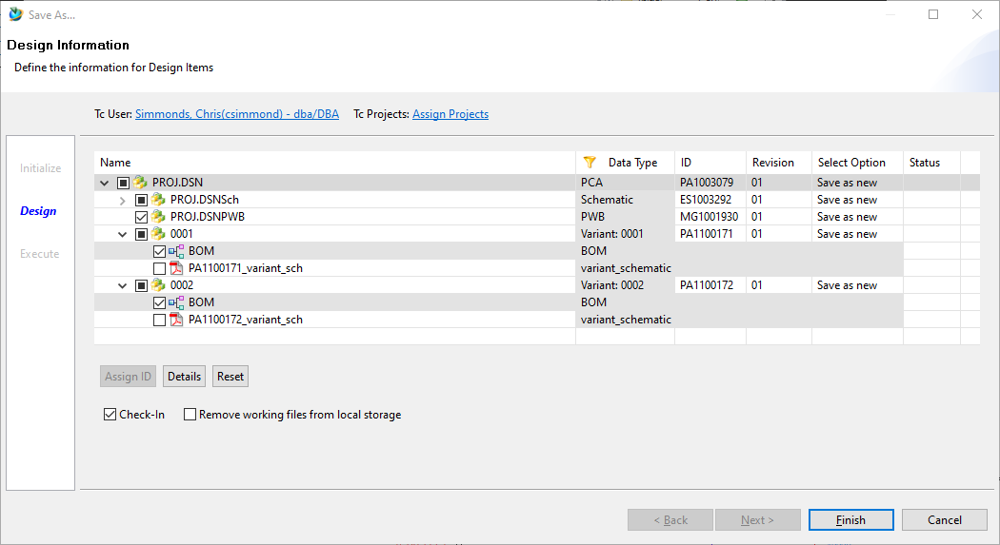 Save As...
Design Information
Define the information for Design Items
Tc User: Simmonds, Chris(csimmond) - dba/DBA Tc Projects: Assign Projects
Initialize
Design
Execute
Name Data Type ID Revision Select Option Status
PROJ.DSN PCA PA1003079 01 Save as new
PROJ.DSNSch Schematic ES1003292 01 Save as new
PROJ.DSNPWB PWB MG1001930 01 Save as new
0001 Variant: 0001 PA1100171 01 Save as new
BOM BOM
PA1100171_variant_sch variant_schematic
0002 Variant: 0002 PA1100172 01 Save as new
BOM BOM
PA1100172_variant_sch variant_schematic
Assign ID Details Reset
Check-In Remove working files from local storage
< Back Next > Finish Cancel